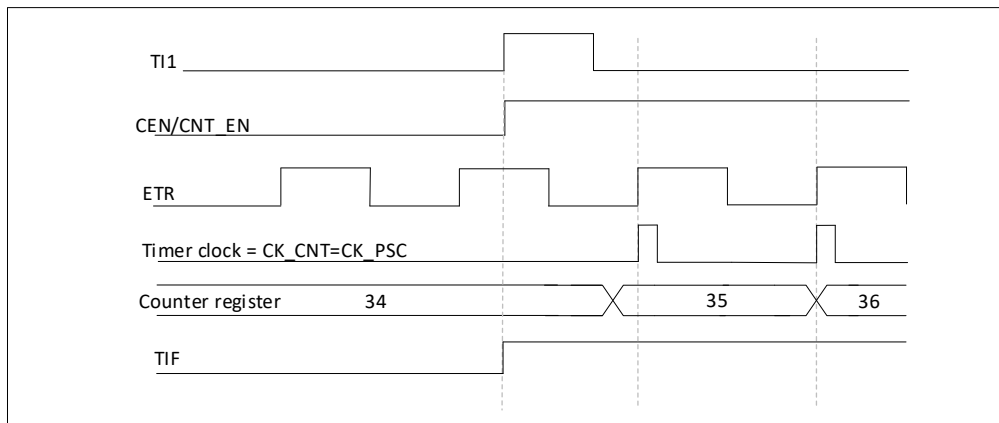 TI1
CEN/CNT_EN
ETR
Timer clock = CK_CNT=CK_PSC
Counter register 34 35 36
TIF